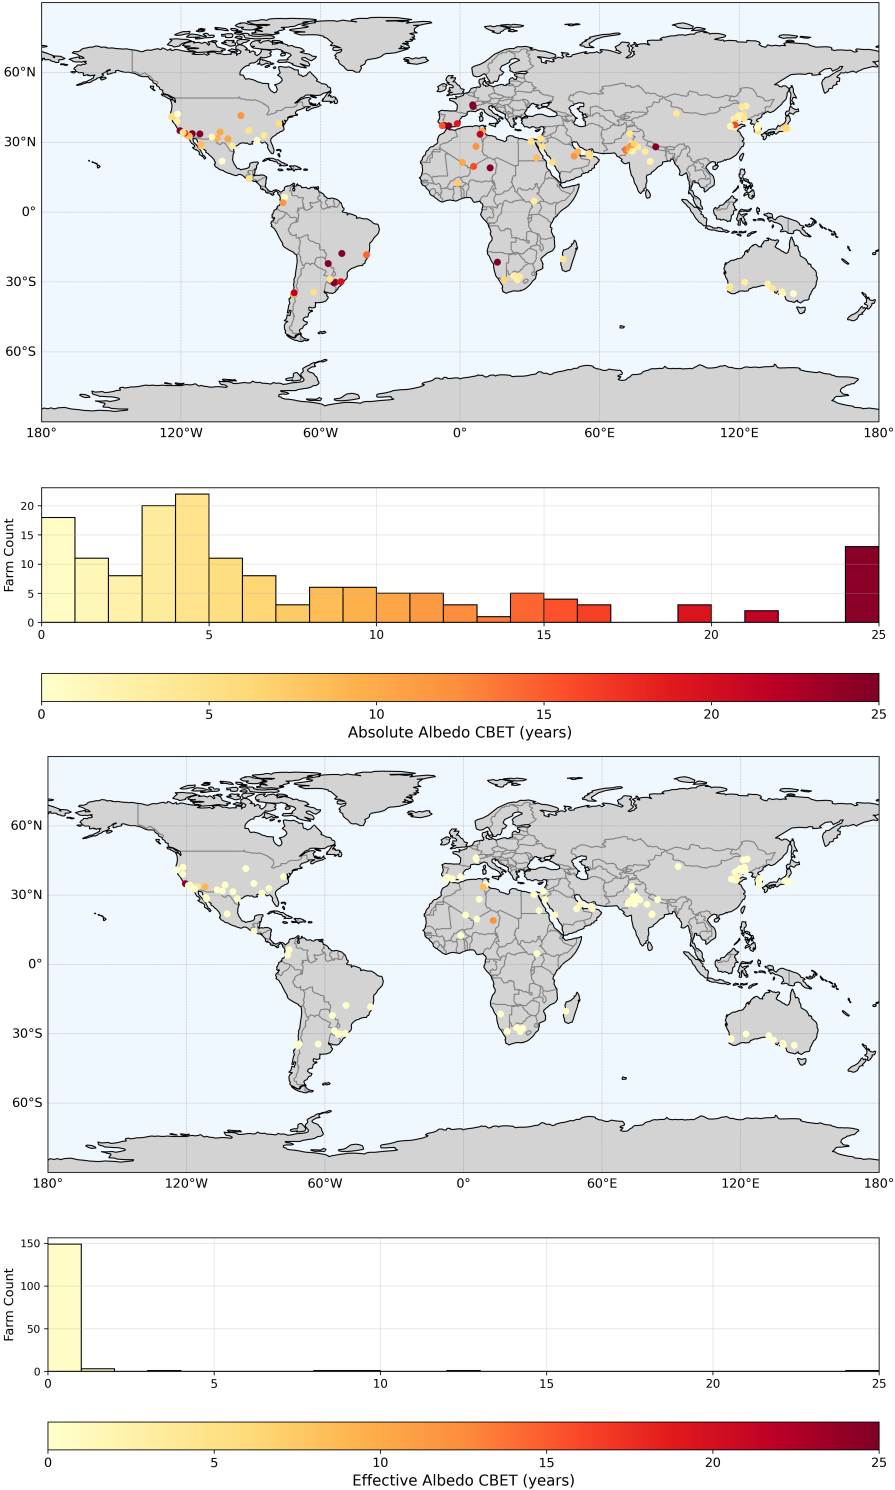 60°N
30°N
0°
30°S
60°S
180° 120°W 60°W 0° 60°E 120°E 180°
20
15
10
5
0
Farm Count
0 5 10 15 20 25
0 5 10 15 20 25
Absolute Albedo CBET (years)
60°N
30°N
0°
30°S
60°S
180° 120°W 60°W 0° 60°E 120°E 180°
150
100
50
0
Farm Count
0 5 10 15 20 25
0 5 10 15 20 25
Effective Albedo CBET (years)